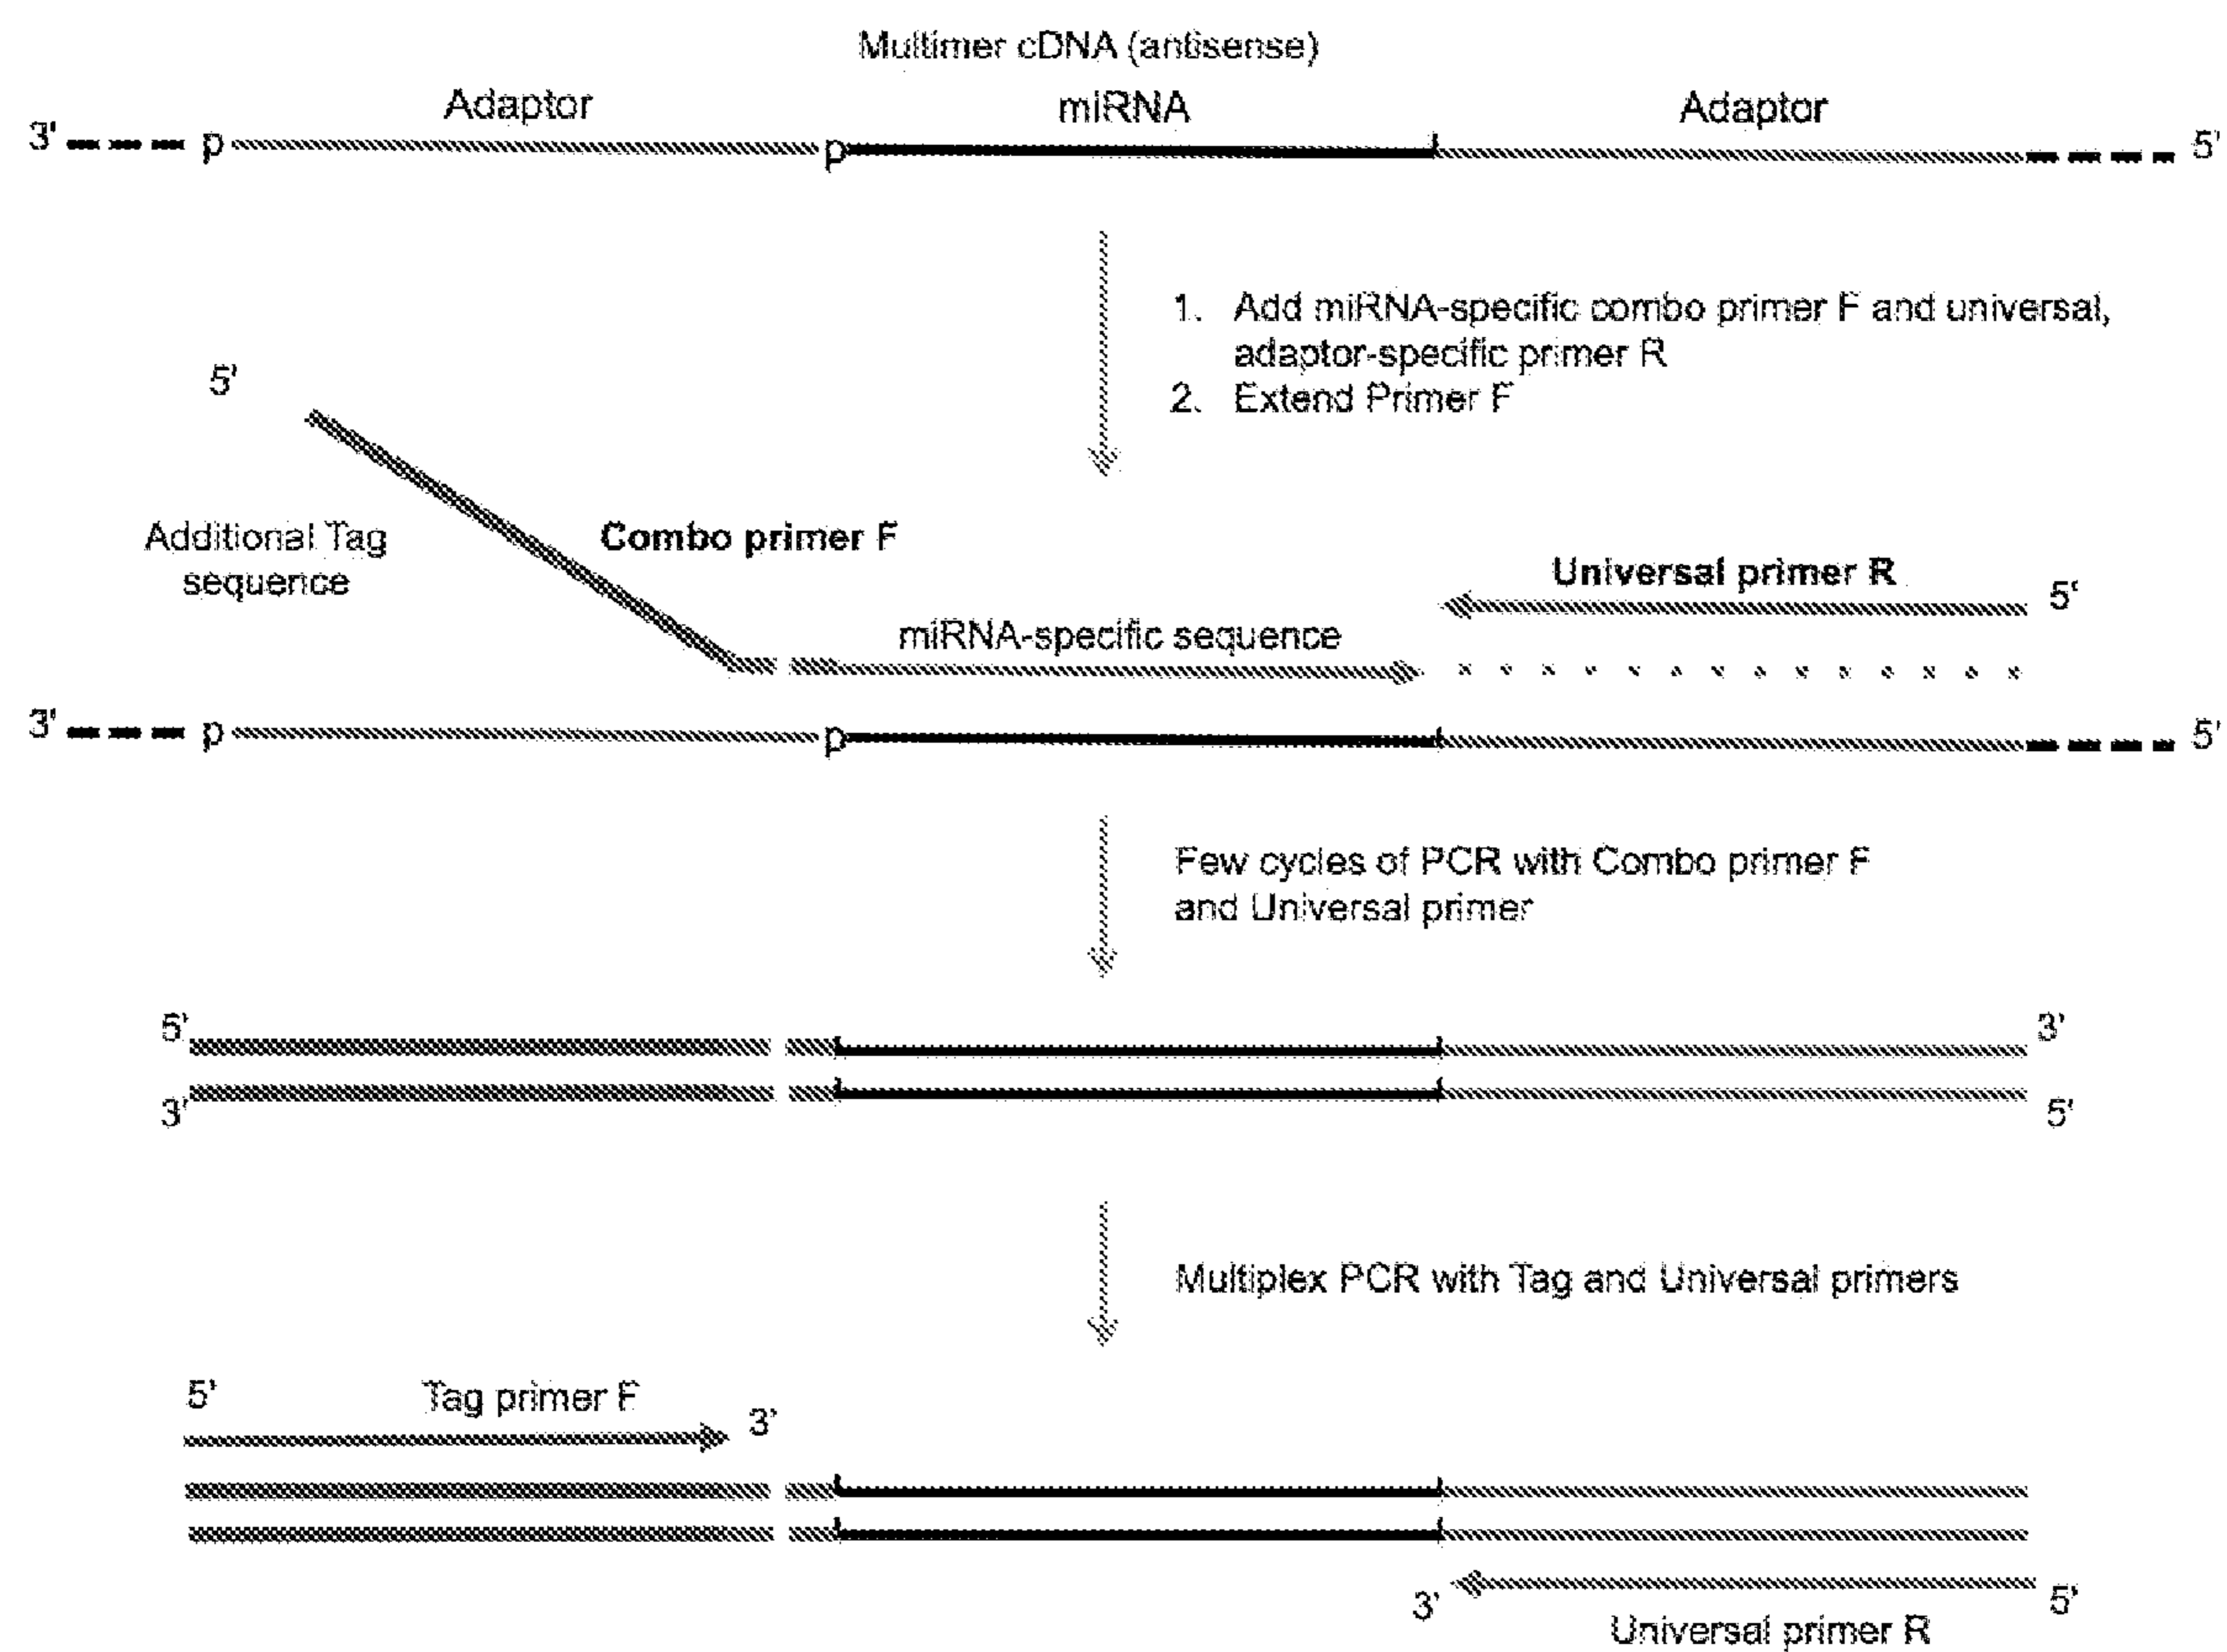 Multimer cDNA (antisense)
Adaptor miRNA Adaptor
3' p p 5'
1. Add miRNA-specific combo primer F and universal,
adaptor-specific primer R
2. Extend Primer F
5'
Additional Tag
sequence
Combo primer F
Universal primer R
5'
miRNA-specific sequence
3' p p 5'
Few cycles of PCR with Combo primer F
and Universal primer
5' 3'
3' 5'
Multiplex PCR with Tag and Universal primers
5' Tag primer F 3'
3' 5'
Universal primer R